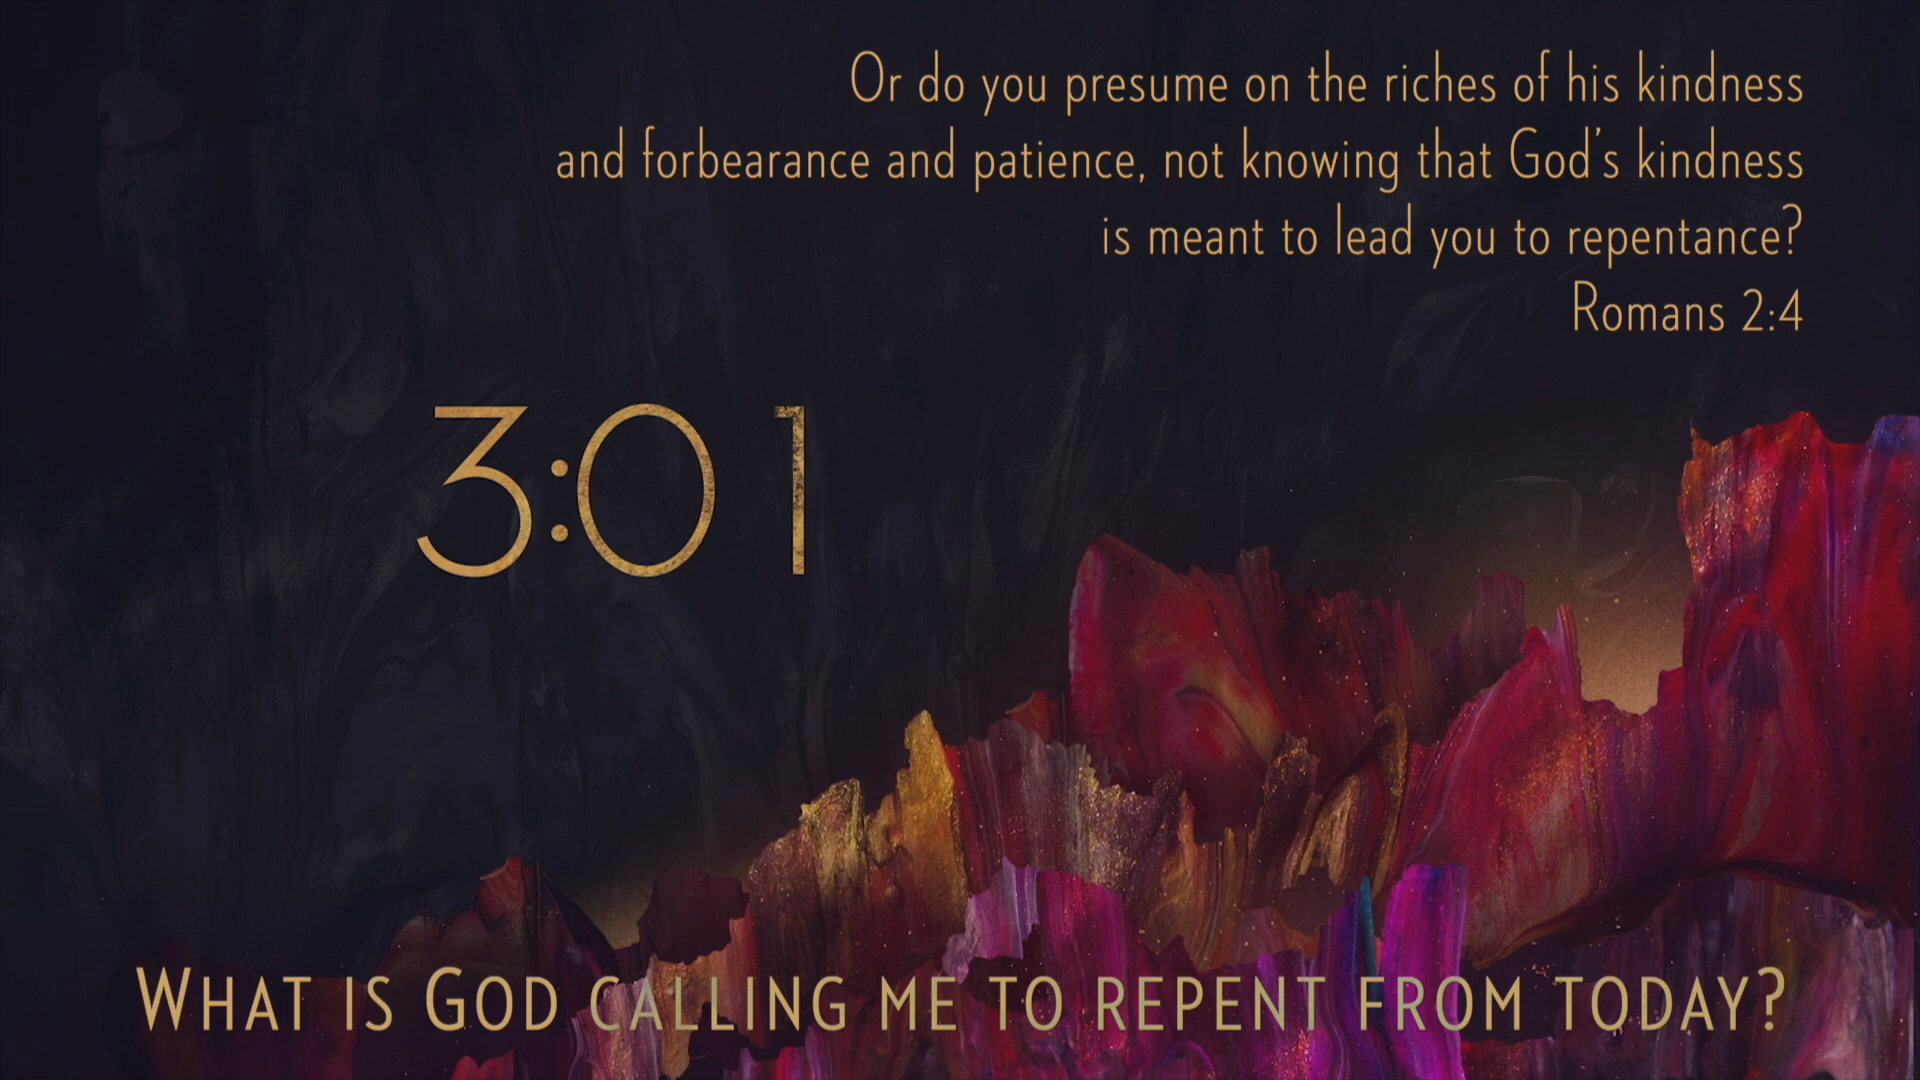 Or do you presume on the riches of his kindness
and forbearance and patience, not knowing that God's kindness
is meant to lead you to repentance?
Romans 2:4
3:01
What is God calling me to repent from today?